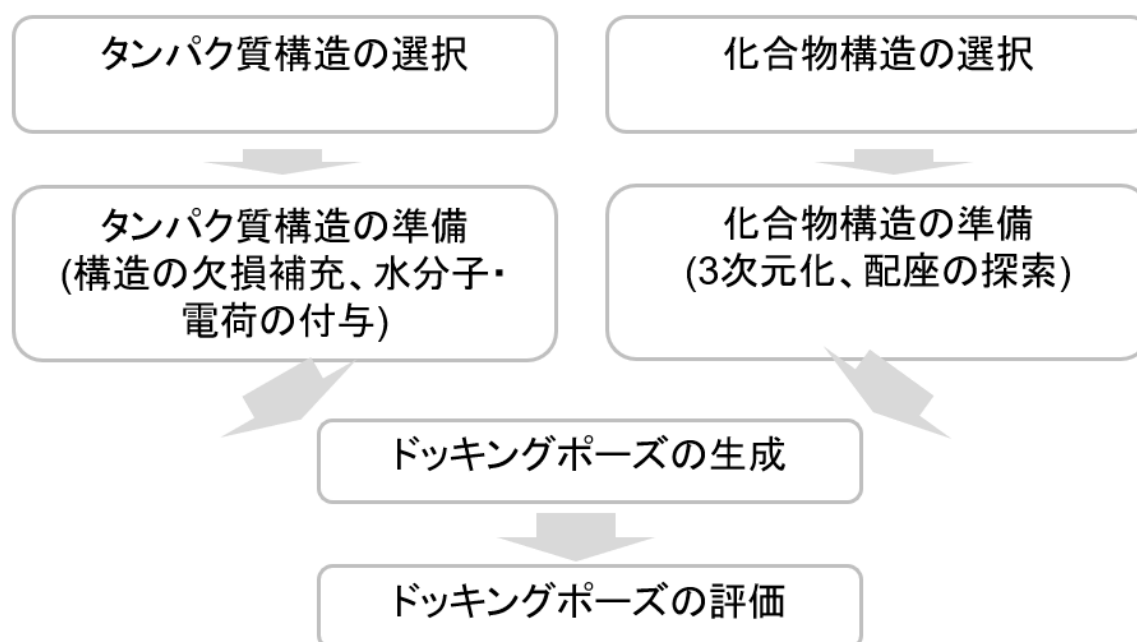 タンパク質構造の選択
化合物構造の選択
タンパク質構造の準備
(構造の欠損補充、水分子・
電荷の付与)
化合物構造の準備
(3次元化、配座の探索)
ドッキングポーズの生成
ドッキングポーズの評価